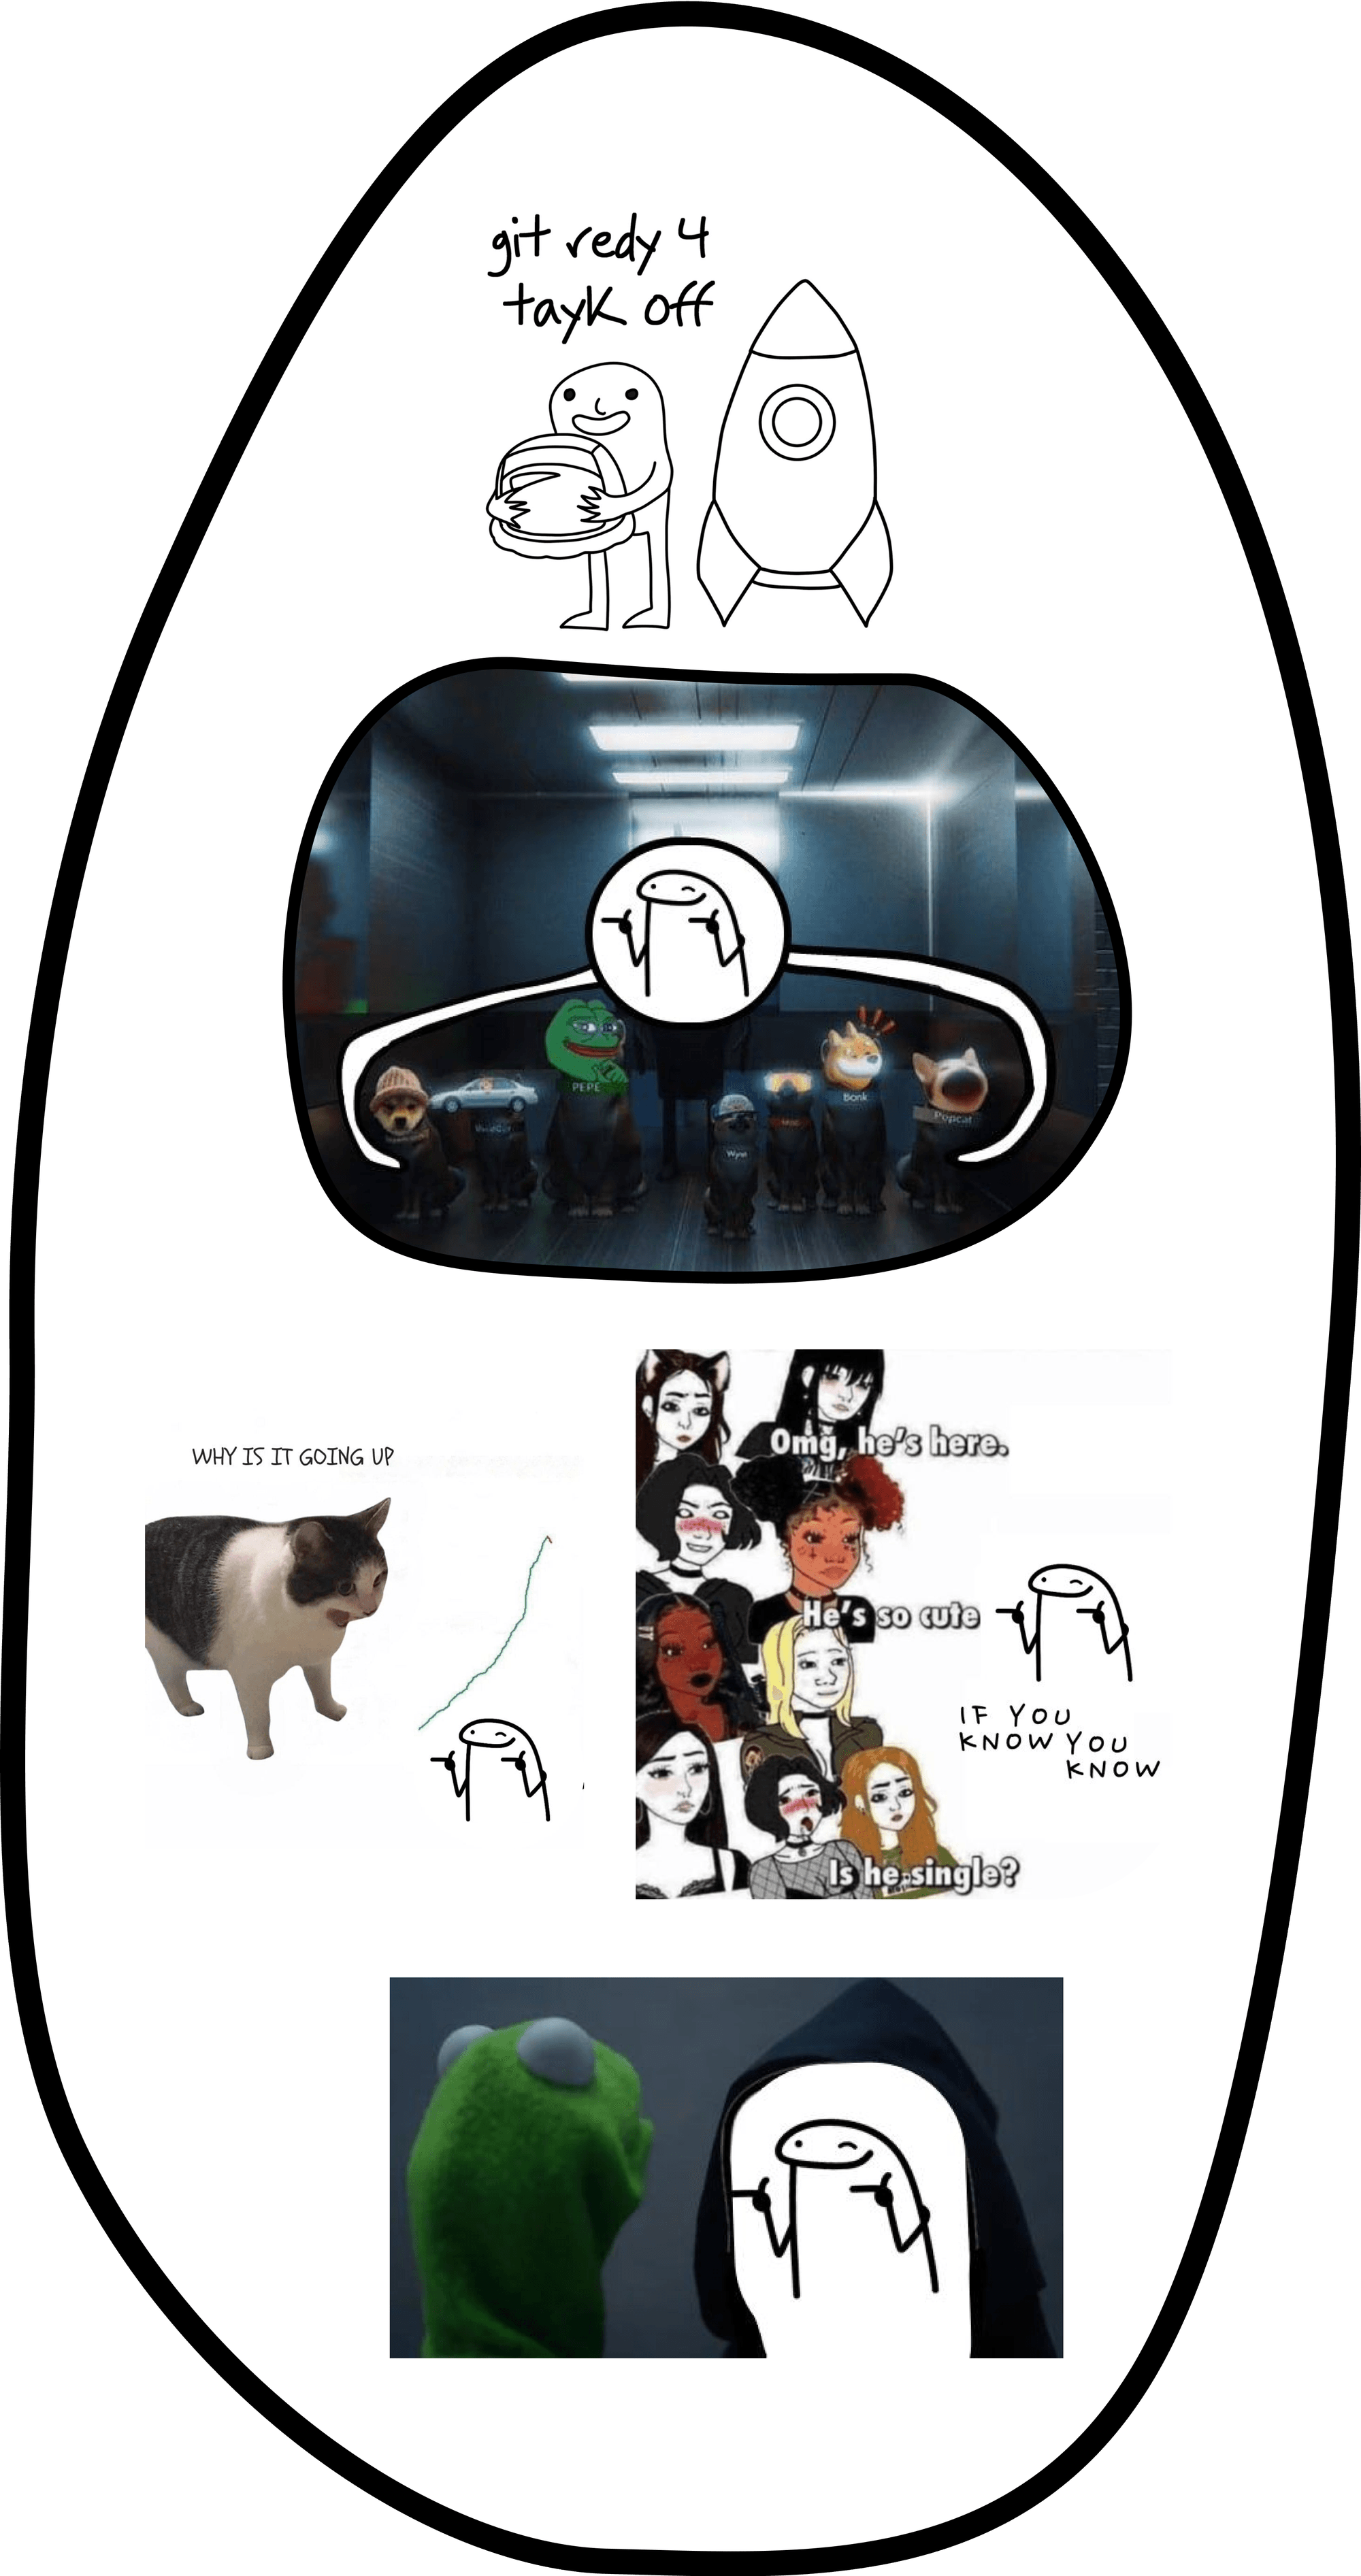 git redy 4
tayk off
PEPE
Wynn
Bonk
Popcat
WHY IS IT GOING UP
Omg, he's here.
He's so cute
IF YOU
KNOW YOU
KNOW
Is he single?